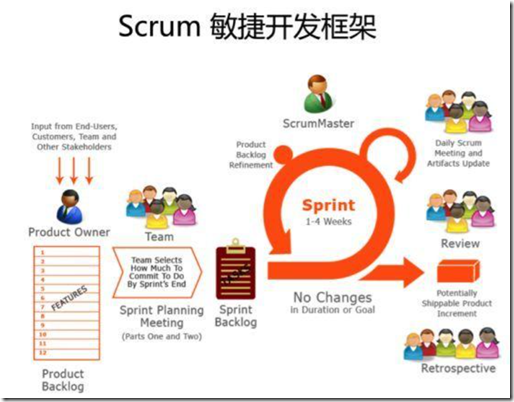 Scrum 敏捷开发框架
Input from End-Users,
Customers, Team and
Other Stakeholders
Product Owner
1
2
3
4
5
6
7
8
9
10
11
12
FEATURES
Product
Backlog
Team
Team Selects
How Much To
Commit To Do
By Sprint's End
Sprint Planning
Meeting
(Parts One and Two)
Sprint
Backlog
ScrumMaster
Product
Backlog
Refinement
Sprint
1-4 Weeks
No Changes
in Duration or Goal
Daily Scrum
Meeting and
Artifacts Update
Review
Potentially
Shippable Product
Increment
Retrospective